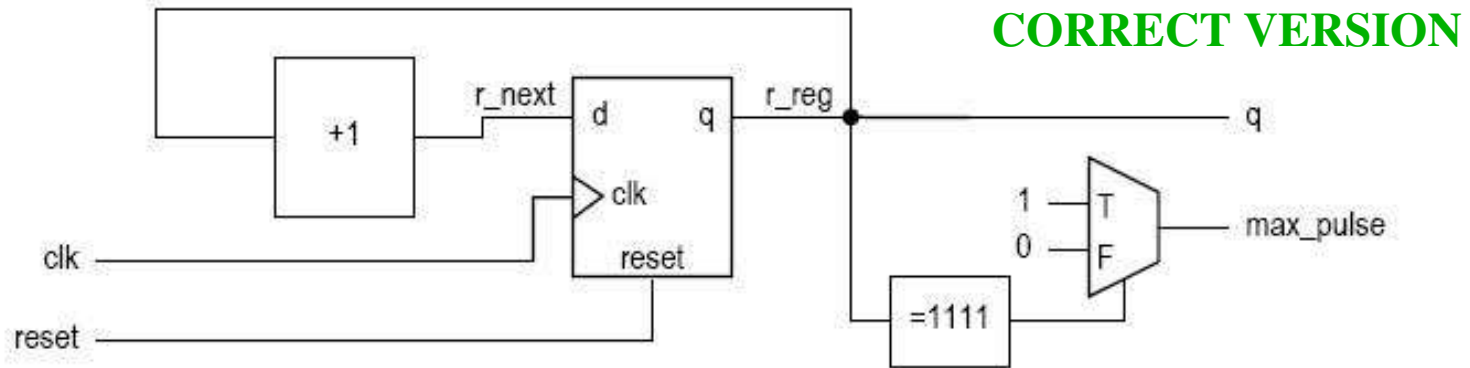 CORRECT VERSION
r_next
r_reg
d
q
q
+1
clk
1
T
max_pulse
0
F
clk
reset
=1111
reset